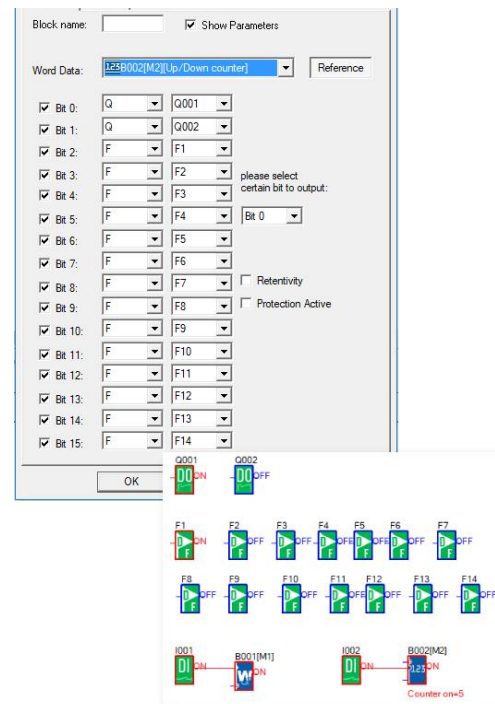 Block name:
Show Parameters
Word Data: 123 B002[M2][Up/Down counter] Reference
Bit 0: Q Q001
Bit 1: Q Q002
Bit 2: F F1
Bit 3: F F2 please select
Bit 4: F F3 certain bit to output:
Bit 5: F F4 Bit 0
Bit 6: F F5
Bit 7: F F6
Bit 8: F F7 Retentivity
Bit 9: F F8 Protection Active
Bit 10: F F9
Bit 11: F F10
Bit 12: F F11
Bit 13: F F12
Bit 14: F F13
Bit 15: F F14
OK
Q001 Q002
DO ON DO OFF
F1 F2 F3 F4 F5 F6 F7
D F ON D F OFF D F OFF D F OFF D F OFF D F OFF D F OFF
F8 F9 F10 F11 F12 F13 F14
D F OFF D F OFF D F OFF D F OFF D F OFF D F OFF D F OFF
I001 B001[M1] I002 B002[M2]
DI ON W ON DI ON 123 ON
Counter on=5